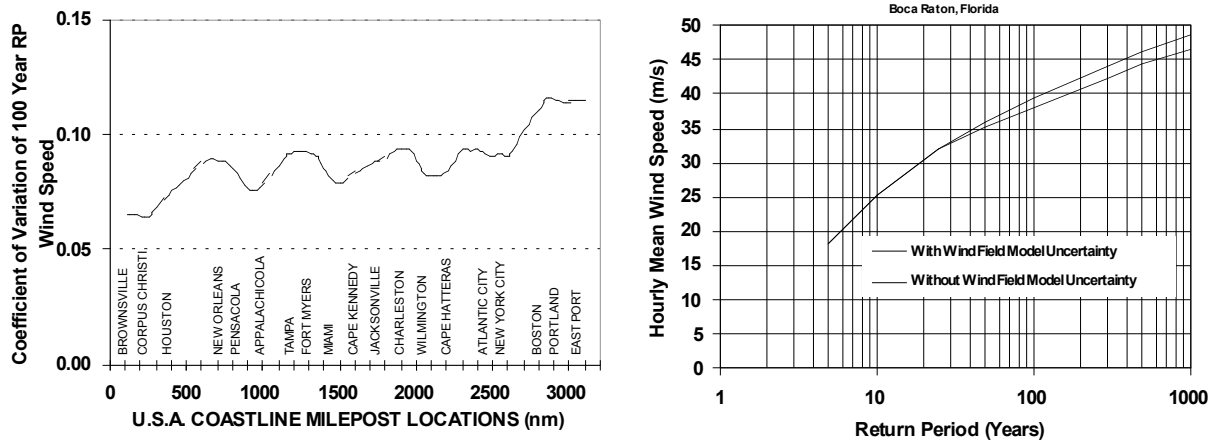 Coefficient of Variation of 100 Year RP
Wind Speed
0.15
0.10
0.05
0.00
BROWNSVILLE
CORPUS CHRISTI
HOUSTON
NEW ORLEANS
PENSACOLA
APPALACHICOLA
TAMPA
FORT MYERS
MIAMI
CAPE KENNEDY
JACKSONVILLE
CHARLESTON
WILMINGTON
CAPE HATTERAS
ATLANTIC CITY
NEW YORK CITY
BOSTON
PORTLAND
EAST PORT
0 500 1000 1500 2000 2500 3000
U.S.A. COASTLINE MILEPOST LOCATIONS (nm)
Boca Raton, Florida
Hourly Mean Wind Speed (m/s)
50
45
40
35
30
25
20
15
10
5
0
With Wind Field Model Uncertainty
Without Wind Field Model Uncertainty
1 10 100 1000
Return Period (Years)